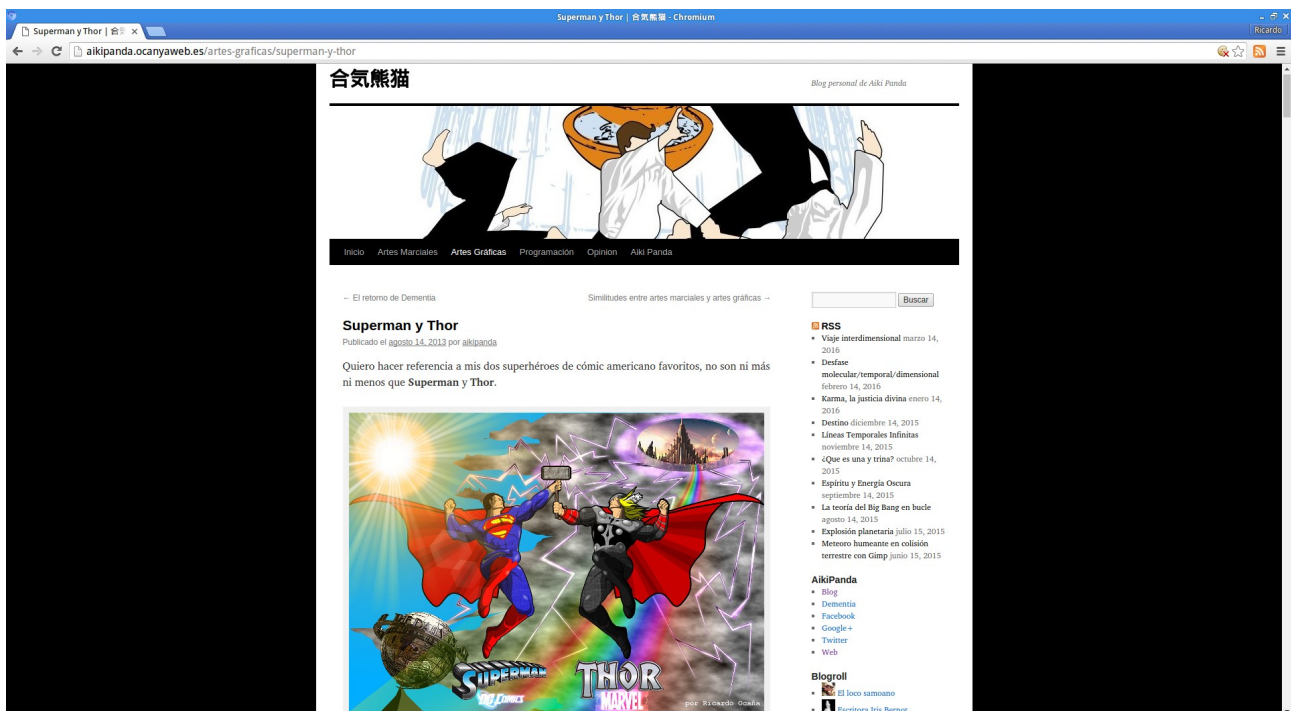 Superman y Thor | 合気熊猫 - Chromium
Superman y Thor | 合気
Ricardo
aikipanda.ocanyaweb.es/artes-graficas/superman-y-thor
合気熊猫
Blog personal de Aiki Panda
Inicio Artes Marciales Artes Gráficas Programación Opinion Aiki Panda
← El retorno de Dementia
Similitudes entre artes marciales y artes gráficas →
Superman y Thor
Publicado el agosto 14, 2013 por aikipanda
Quiero hacer referencia a mis dos superhéroes de cómic americano favoritos, no son ni más
ni menos que Superman y Thor.
SUPERMAN
DC COMICS
THOR
MARVEL
por Ricardo Ocaña
Buscar
RSS
Viaje interdimensional marzo 14,
2016
Desfase
molecular/temporal/dimensional
febrero 14, 2016
Karma, la justicia divina enero 14,
2016
Destino diciembre 14, 2015
Líneas Temporales Infinitas
noviembre 14, 2015
¿Que es una y trina? octubre 14,
2015
Espíritu y Energía Oscura
septiembre 14, 2015
La teoría del Big Bang en bucle
agosto 14, 2015
Explosión planetaria julio 15, 2015
Meteoro humeante en colisión
terrestre con Gimp junio 15, 2015
AikiPanda
Blog
Dementia
Facebook
Google+
Twitter
Web
Blogroll
El loco samoano
Escritora Iris Bernor